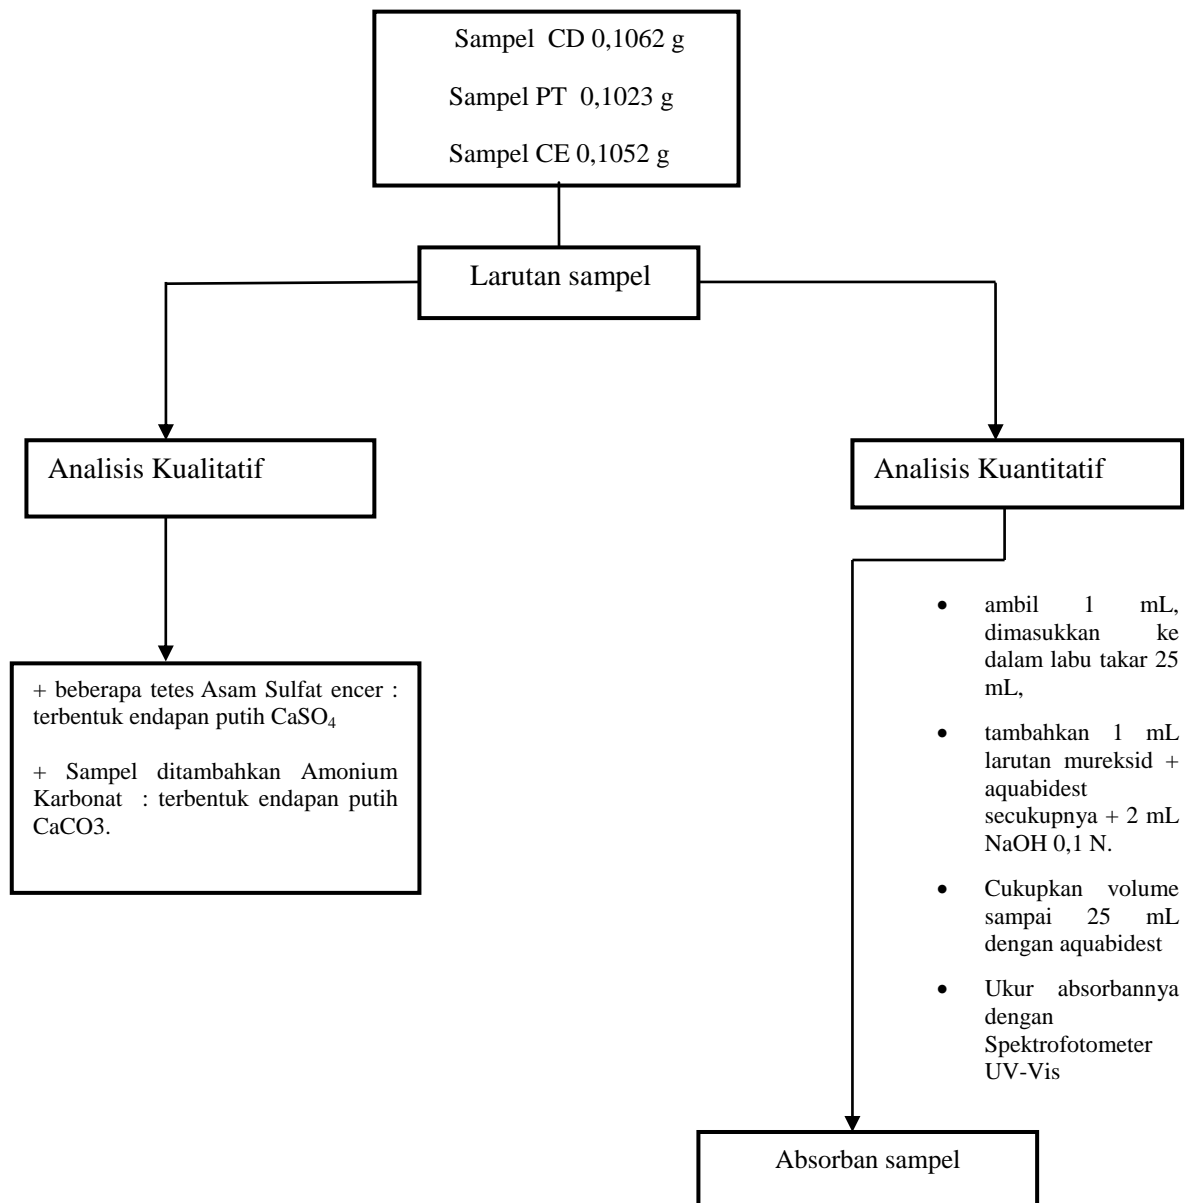 Sampel CD 0,1062 g
Sampel PT 0,1023 g
Sampel CE 0,1052 g
Larutan sampel
Analisis Kualitatif
Analisis Kuantitatif
+ beberapa tetes Asam Sulfat encer :
terbentuk endapan putih CaSO₄
+ Sampel ditambahkan Amonium
Karbonat : terbentuk endapan putih
CaCO3.
• ambil 1 mL,
dimasukkan ke
dalam labu takar 25
mL,
• tambahkan 1 mL
larutan mureksid +
aquabidest
secukupnya + 2 mL
NaOH 0,1 N.
• Cukupkan volume
sampai 25 mL
dengan aquabidest
• Ukur absorbannya
dengan
Spektrofotometer
UV-Vis
Absorban sampel